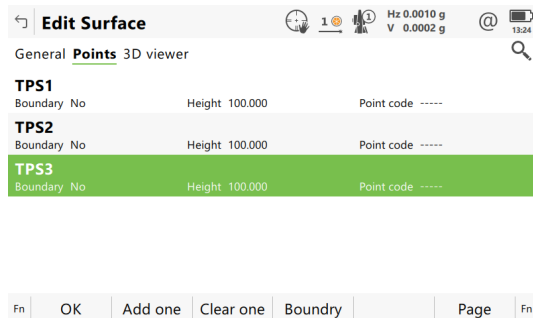 Edit Surface
1
1
Hz 0.0010 g
V 0.0002 g
@
13:24
General Points 3D viewer
TPS1
Boundary No Height 100.000 Point code -----
TPS2
Boundary No Height 100.000 Point code -----
TPS3
Boundary No Height 100.000 Point code -----
Fn OK Add one Clear one Boundry Page Fn